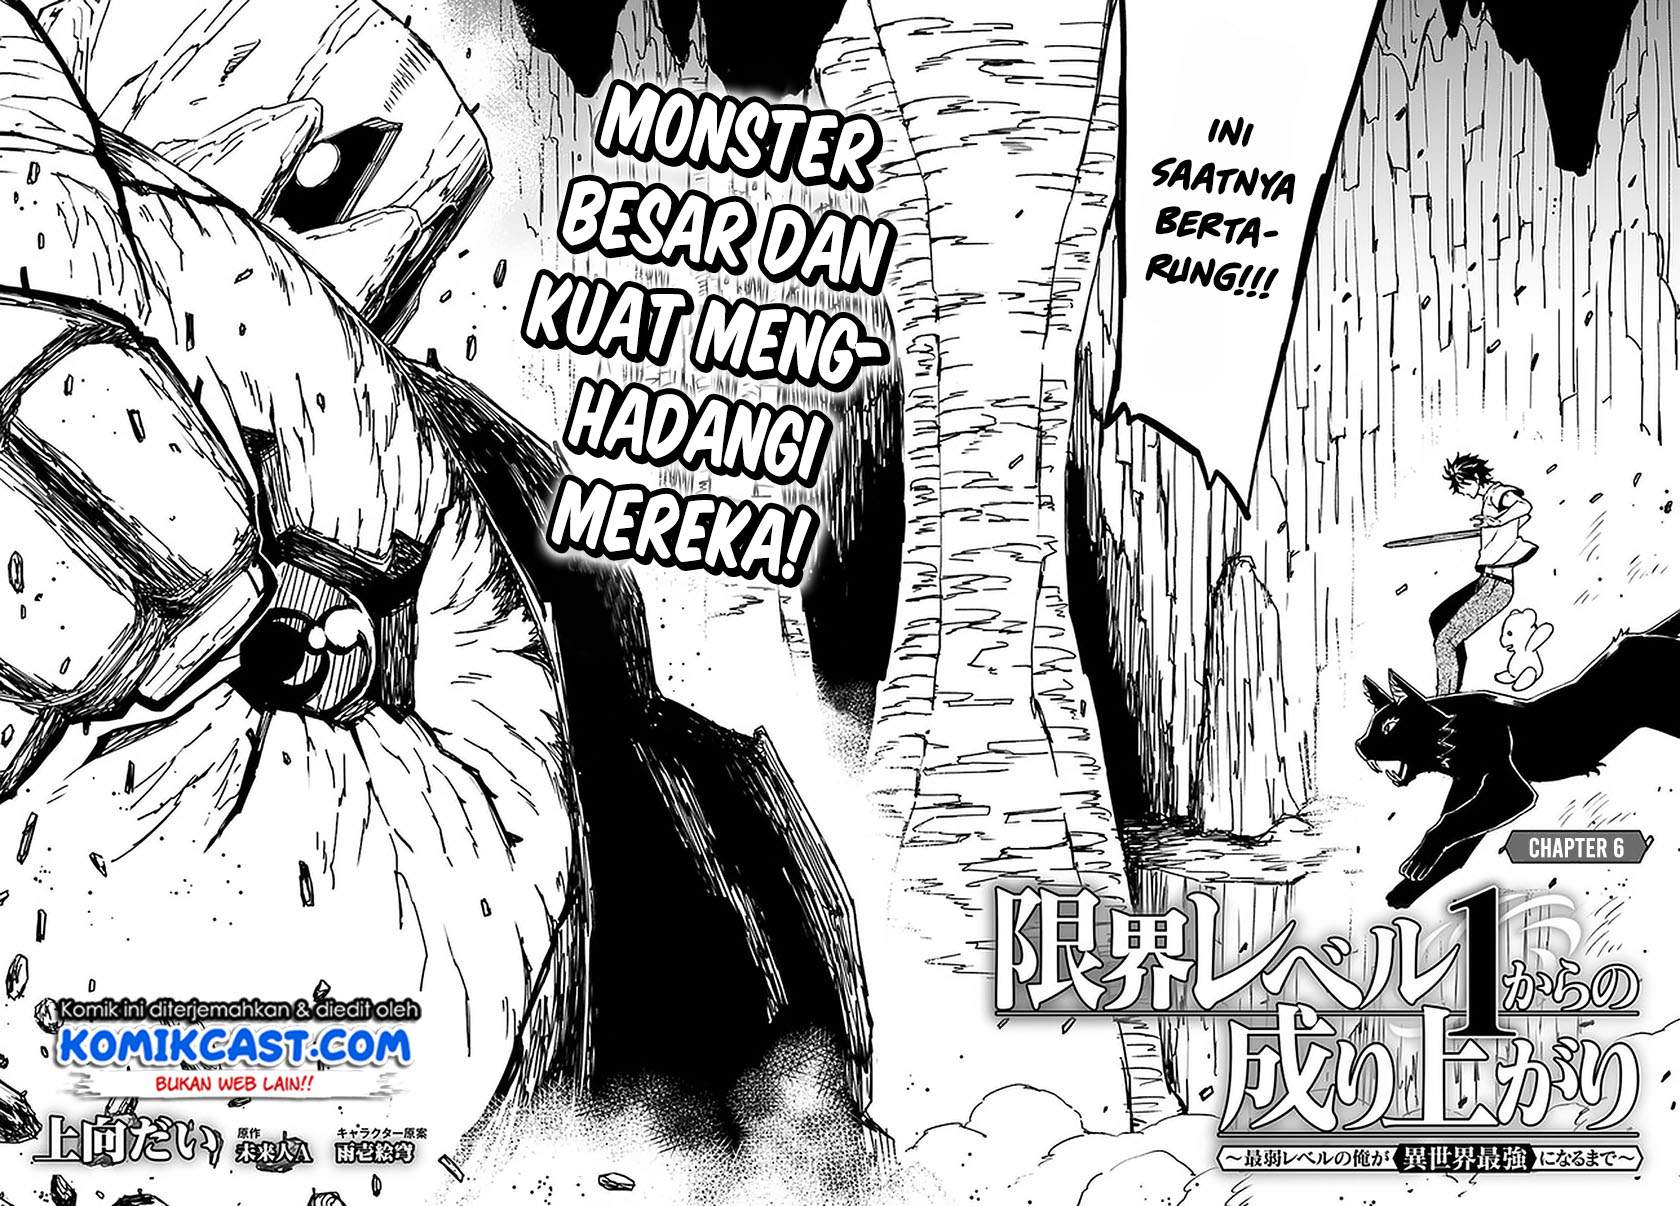 INI
SAATNYA
BERTA-
RUNG!!!
MONSTER
BESAR DAN
KUAT MENG-
HADANGI
MEREKA!
CHAPTER 6
限界レベル1からの
成り上がり
～最弱レベルの俺が異世界最強になるまで～
Komik ini diterjemahkan & diedit oleh
KOMIKCAST.COM
BUKAN WEB LAIN!!
上向だい
原作
未来人A
キャラクター原案
雨壱絵穹